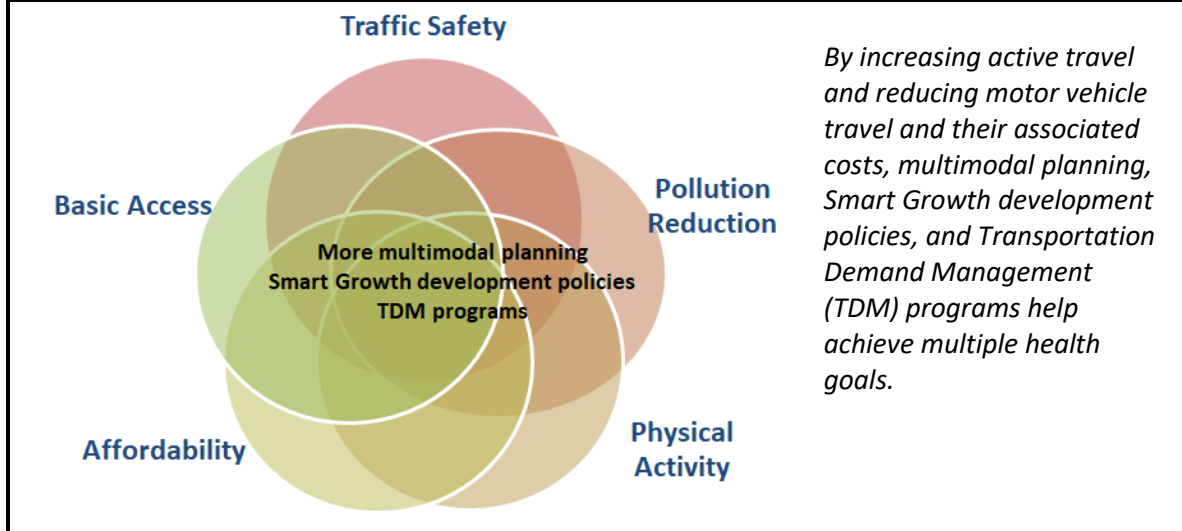 Traffic Safety
Basic Access
Pollution
Reduction
More multimodal planning
Smart Growth development policies
TDM programs
Affordability
Physical
Activity
By increasing active travel
and reducing motor vehicle
travel and their associated
costs, multimodal planning,
Smart Growth development
policies, and Transportation
Demand Management
(TDM) programs help
achieve multiple health
goals.